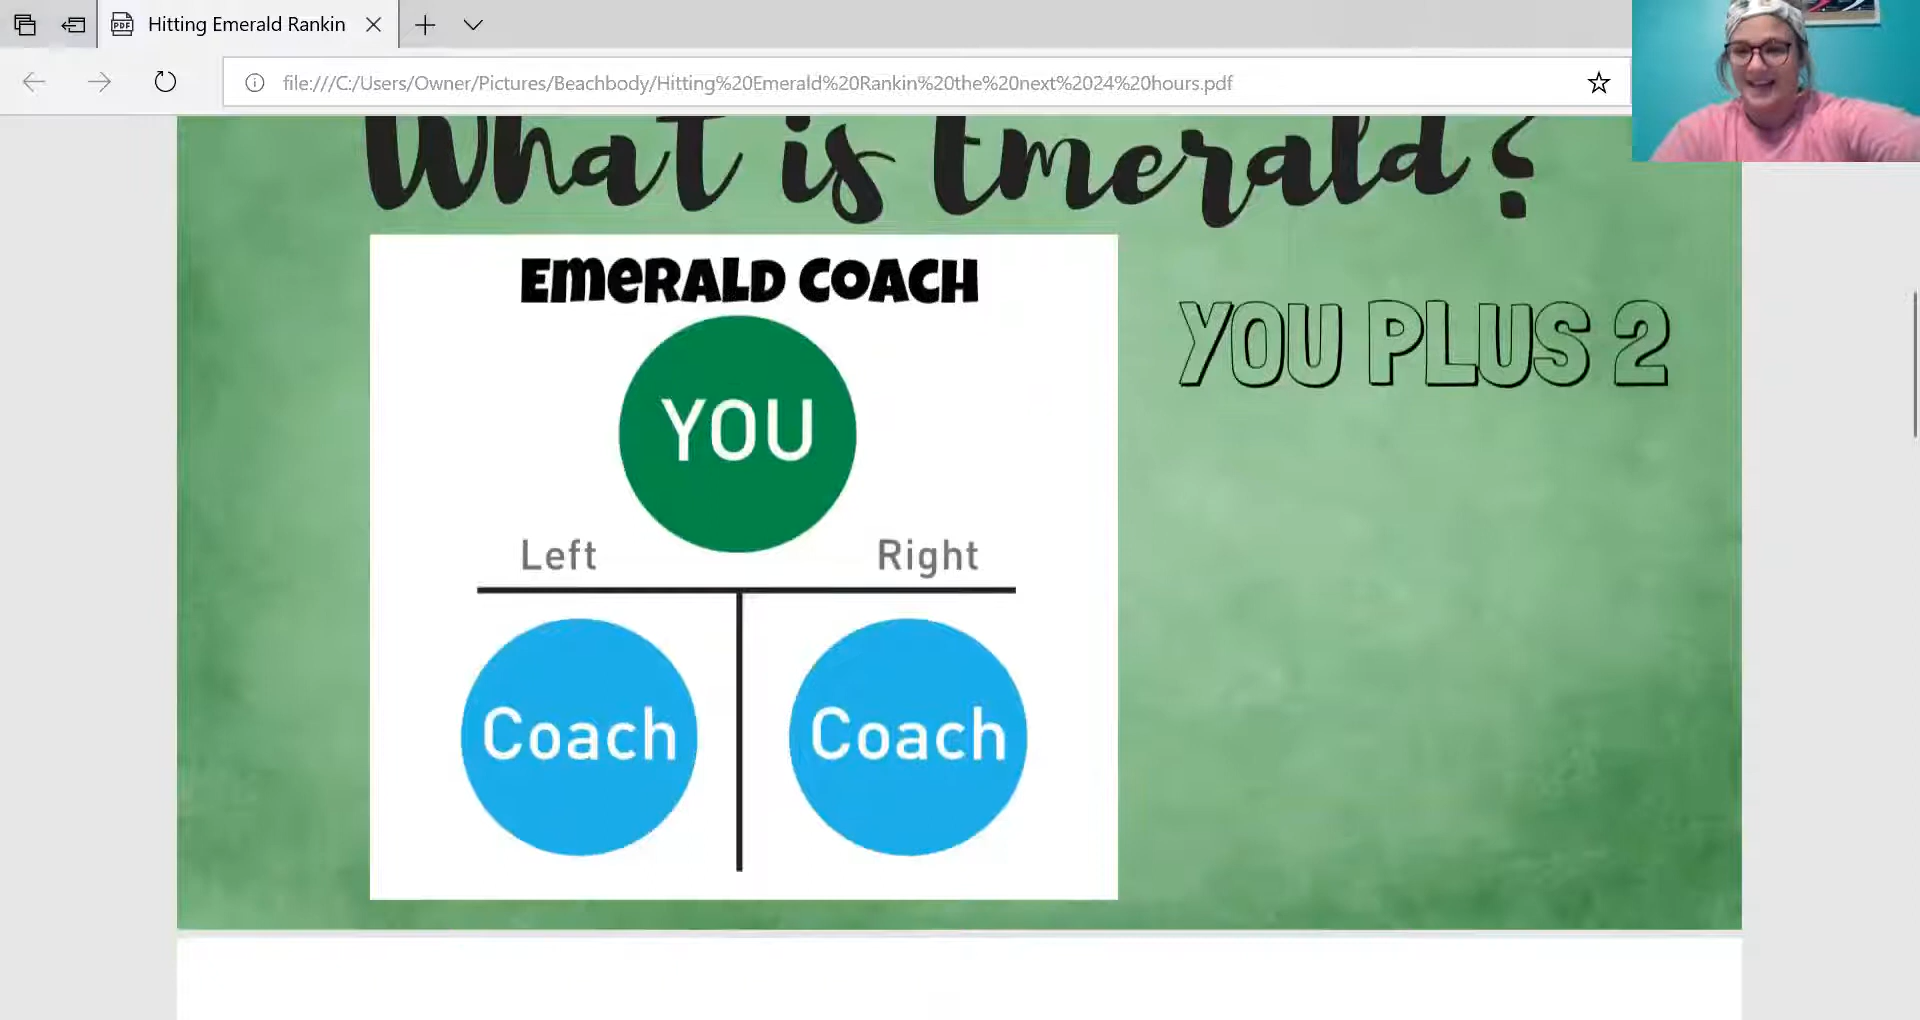 Hitting Emerald Rankin
file:///C:/Users/Owner/Pictures/Beachbody/Hitting%20Emerald%20Rankin%20the%20next%2024%20hours.pdf
What is Emerald?
EmeRALD COACH
YOU PLUS 2
YOU
Left Right
Coach Coach